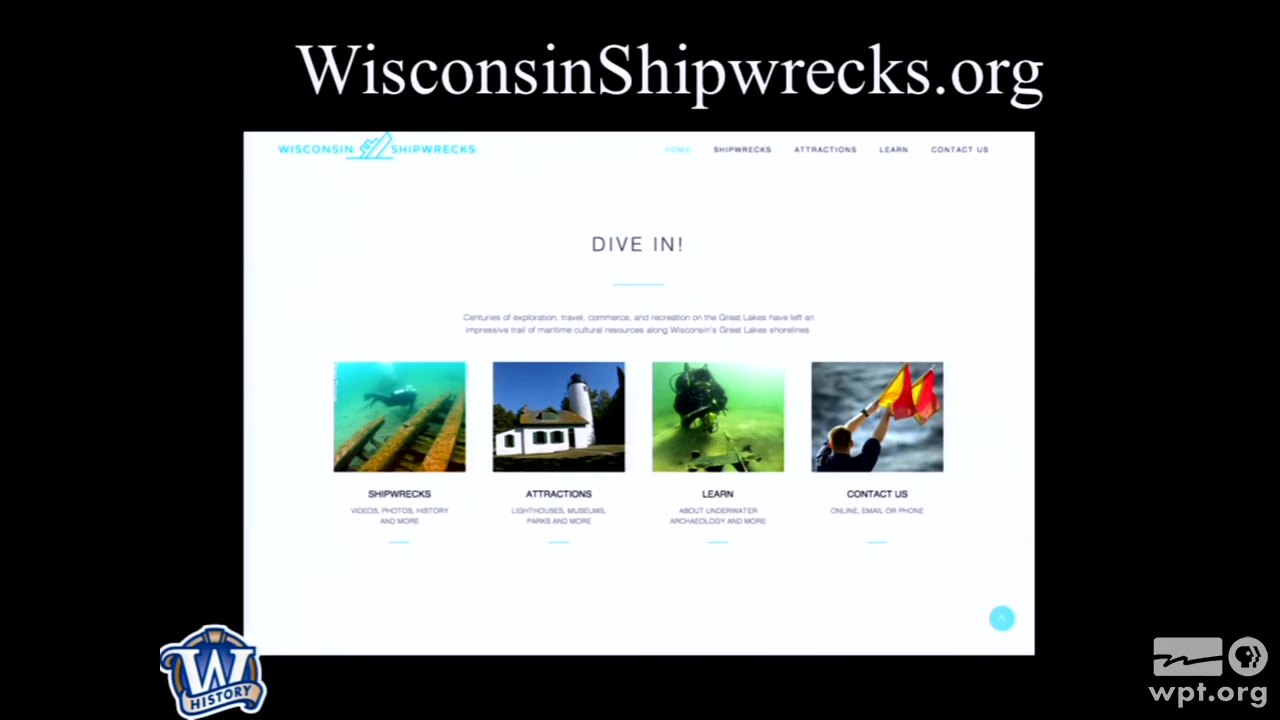 WisconsinShipwrecks.org
WISCONSIN SHIPWRECKS
HOME SHIPWRECKS ATTRACTIONS LEARN CONTACT US
DIVE IN!
Centuries of exploration, travel, commerce, and recreation on the Great Lakes have left an
impressive trail of maritime cultural resources along Wisconsin's Great Lakes shorelines.
SHIPWRECKS
VIDEOS, PHOTOS, HISTORY
AND MORE
ATTRACTIONS
LIGHTHOUSES, MUSEUMS,
PARKS AND MORE
LEARN
ABOUT UNDERWATER
ARCHAEOLOGY AND MORE
CONTACT US
ONLINE, EMAIL OR PHONE
W
HISTORY
wpt.org